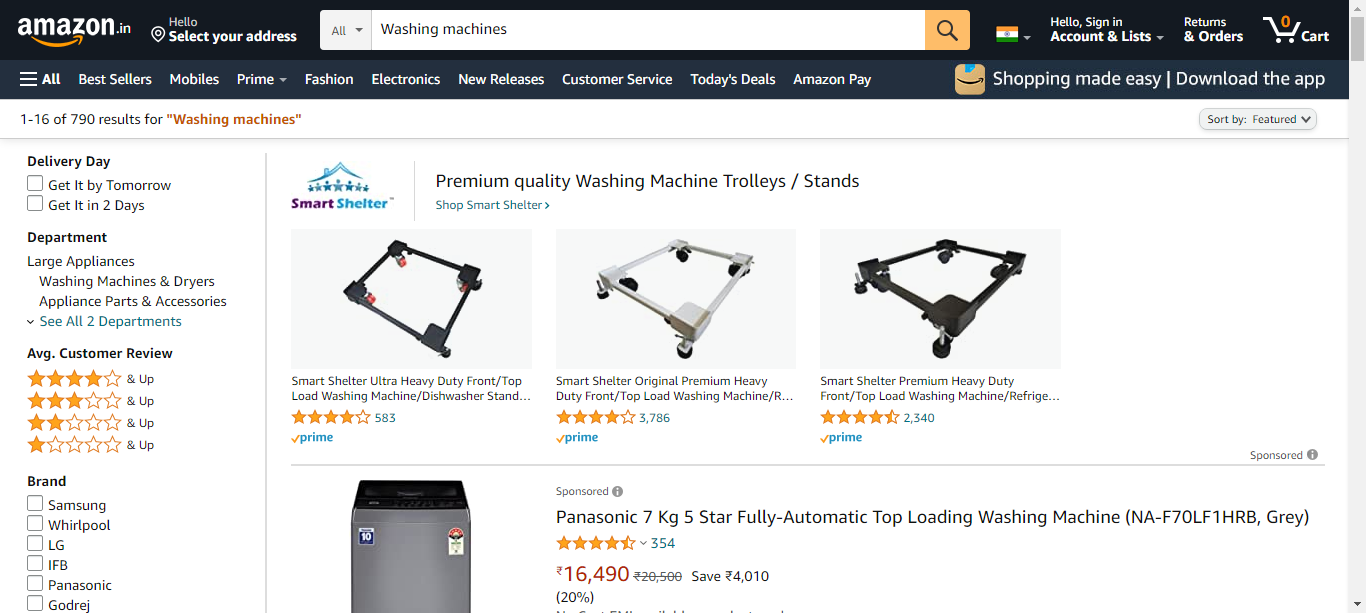 amazon.in
Hello
Select your address
All
Washing machines
Hello, Sign in
Account & Lists
Returns
& Orders
0
Cart
All Best Sellers Mobiles Prime Fashion Electronics New Releases Customer Service Today's Deals Amazon Pay
Shopping made easy | Download the app
1-16 of 790 results for "Washing machines"
Sort by: Featured
Delivery Day
Get It by Tomorrow
Get It in 2 Days
Department
Large Appliances
Washing Machines & Dryers
Appliance Parts & Accessories
See All 2 Departments
Avg. Customer Review
& Up
& Up
& Up
& Up
Brand
Samsung
Whirlpool
LG
IFB
Panasonic
Godrej
Smart Shelter™
Premium quality Washing Machine Trolleys / Stands
Shop Smart Shelter
Smart Shelter Ultra Heavy Duty Front/Top
Load Washing Machine/Dishwasher Stand…
583
prime
Smart Shelter Original Premium Heavy
Duty Front/Top Load Washing Machine/R…
3,786
prime
Smart Shelter Premium Heavy Duty
Front/Top Load Washing Machine/Refrige…
2,340
prime
Sponsored
10
Sponsored
Panasonic 7 Kg 5 Star Fully-Automatic Top Loading Washing Machine (NA-F70LF1HRB, Grey)
354
₹16,490 ₹20,500 Save ₹4,010
(20%)